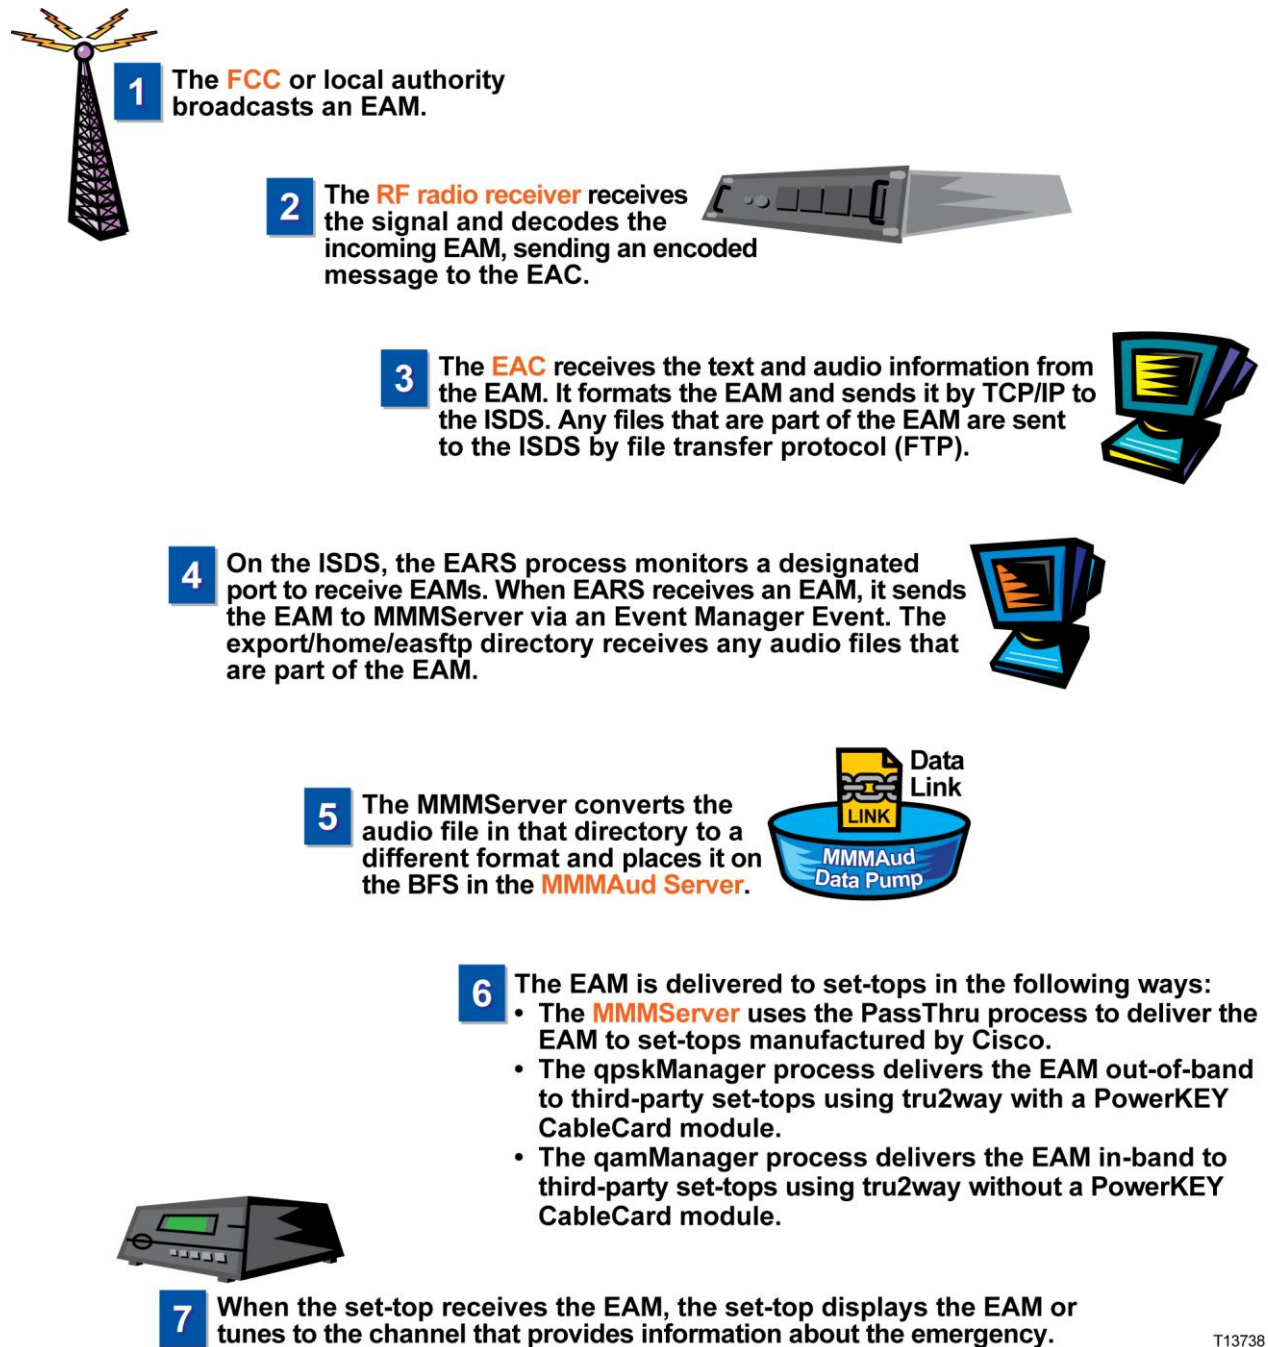 1
The FCC or local authority
broadcasts an EAM.
2
The RF radio receiver receives
the signal and decodes the
incoming EAM, sending an encoded
message to the EAC.
3
The EAC receives the text and audio information from
the EAM. It formats the EAM and sends it by TCP/IP to
the ISDS. Any files that are part of the EAM are sent
to the ISDS by file transfer protocol (FTP).
4
On the ISDS, the EARS process monitors a designated
port to receive EAMs. When EARS receives an EAM, it sends
the EAM to MMMServer via an Event Manager Event. The
export/home/easftp directory receives any audio files that
are part of the EAM.
5
The MMMServer converts the
audio file in that directory to a
different format and places it on
the BFS in the MMMAud Server.
Data
Link
LINK
MMMAud
Data Pump
6
The EAM is delivered to set-tops in the following ways:
• The MMMServer uses the PassThru process to deliver the
EAM to set-tops manufactured by Cisco.
• The qpskManager process delivers the EAM out-of-band
to third-party set-tops using tru2way with a PowerKEY
CableCard module.
• The qamManager process delivers the EAM in-band to
third-party set-tops using tru2way without a PowerKEY
CableCard module.
7
When the set-top receives the EAM, the set-top displays the EAM or
tunes to the channel that provides information about the emergency.
T13738